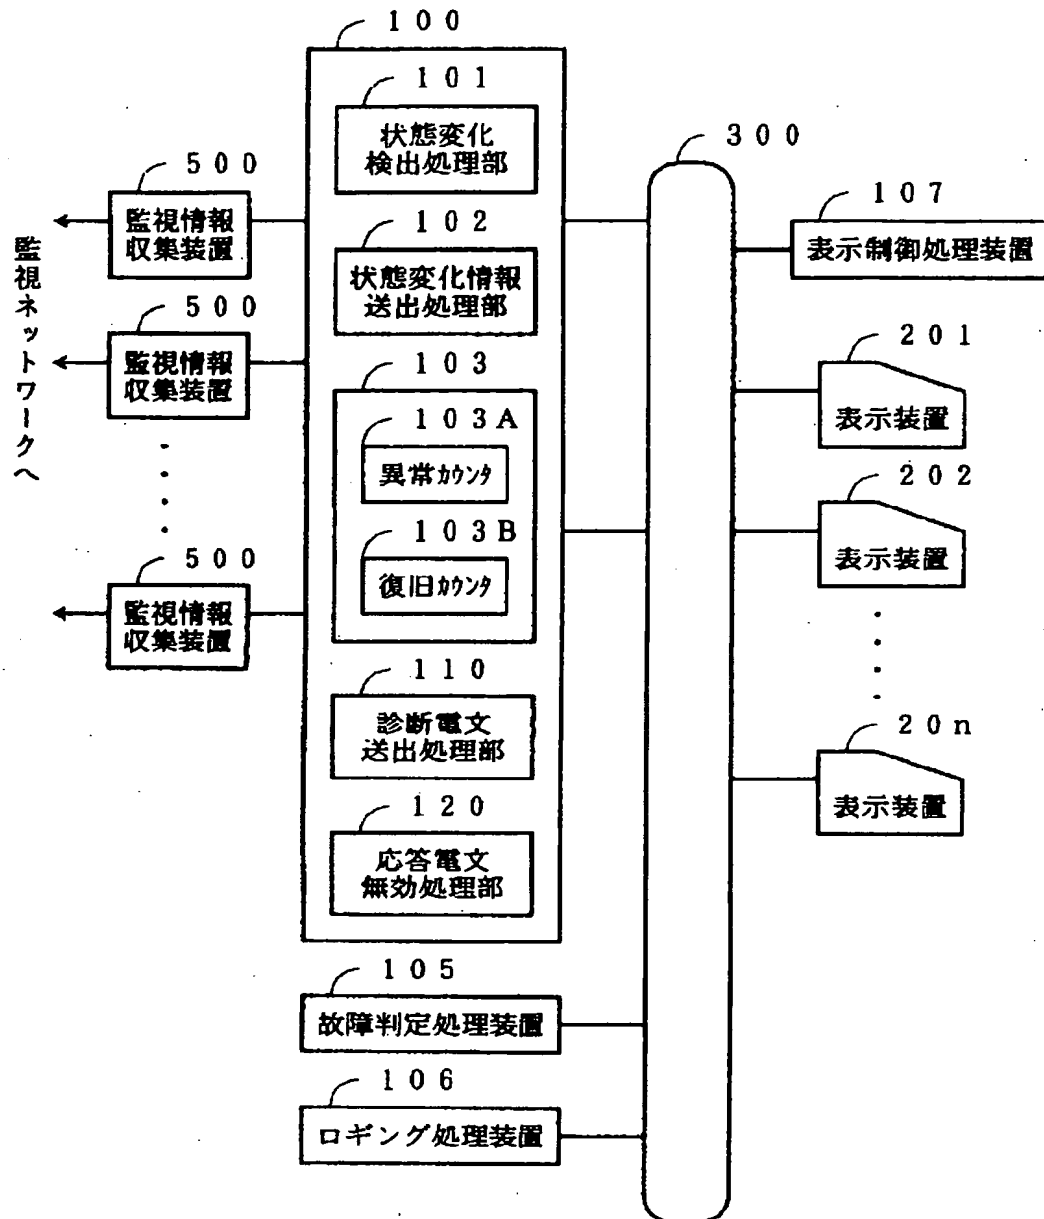 100
101
状態変化
検出処理部
102
状態変化情報
送出処理部
103
103A
異常ｶｳﾝﾀ
103B
復旧ｶｳﾝﾀ
110
診断電文
送出処理部
120
応答電文
無効処理部
500
監視情報
収集装置
500
監視情報
収集装置
500
監視情報
収集装置
監視ネットワークへ
105
故障判定処理装置
106
ロギング処理装置
300
107
表示制御処理装置
201
表示装置
202
表示装置
20n
表示装置